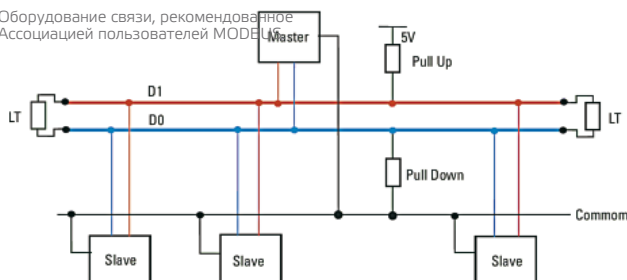 Оборудование связи, рекомендованное
Ассоциацией пользователей MODBUS
Master
5V
Pull Up
D1
LT
D0
LT
Pull Down
Commom
Slave
Slave
Slave